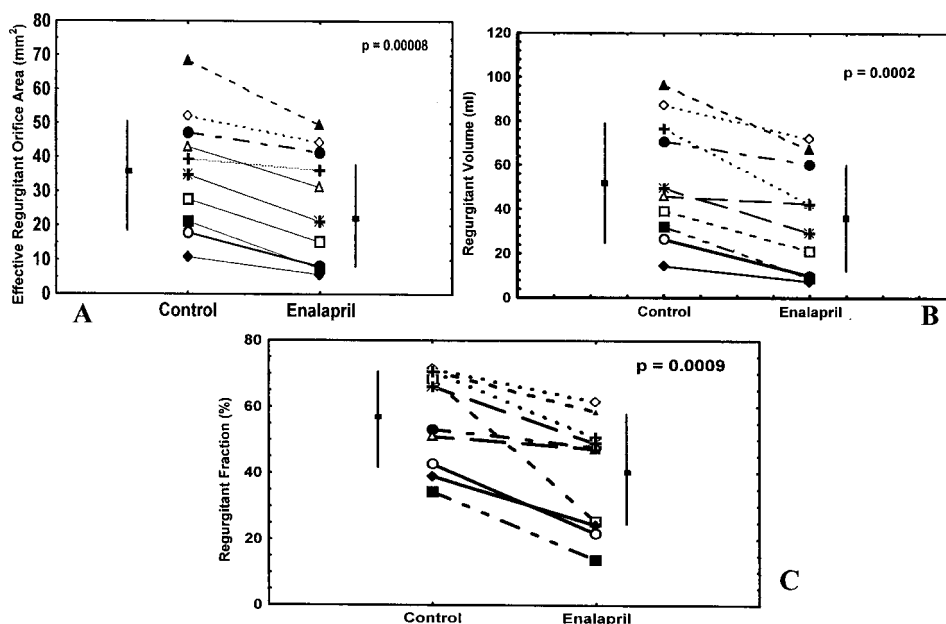 80
70
60
50
40
30
20
10
0
Effective Regurgitant Orifice Area (mm²)
p = 0.00008
Control Enalapril
A
120
100
80
60
40
20
0
Regurgitant Volume (ml)
p = 0.0002
Control Enalapril
B
80
60
40
20
0
Regurgitant Fraction (%)
p = 0.0009
Control Enalapril
C